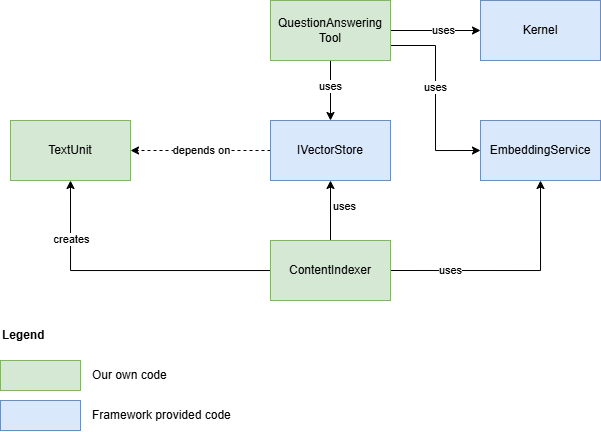 QuestionAnswering
Tool
uses
Kernel
uses
uses
TextUnit
depends on
IVectorStore
EmbeddingService
uses
creates
ContentIndexer
uses
Legend
Our own code
Framework provided code